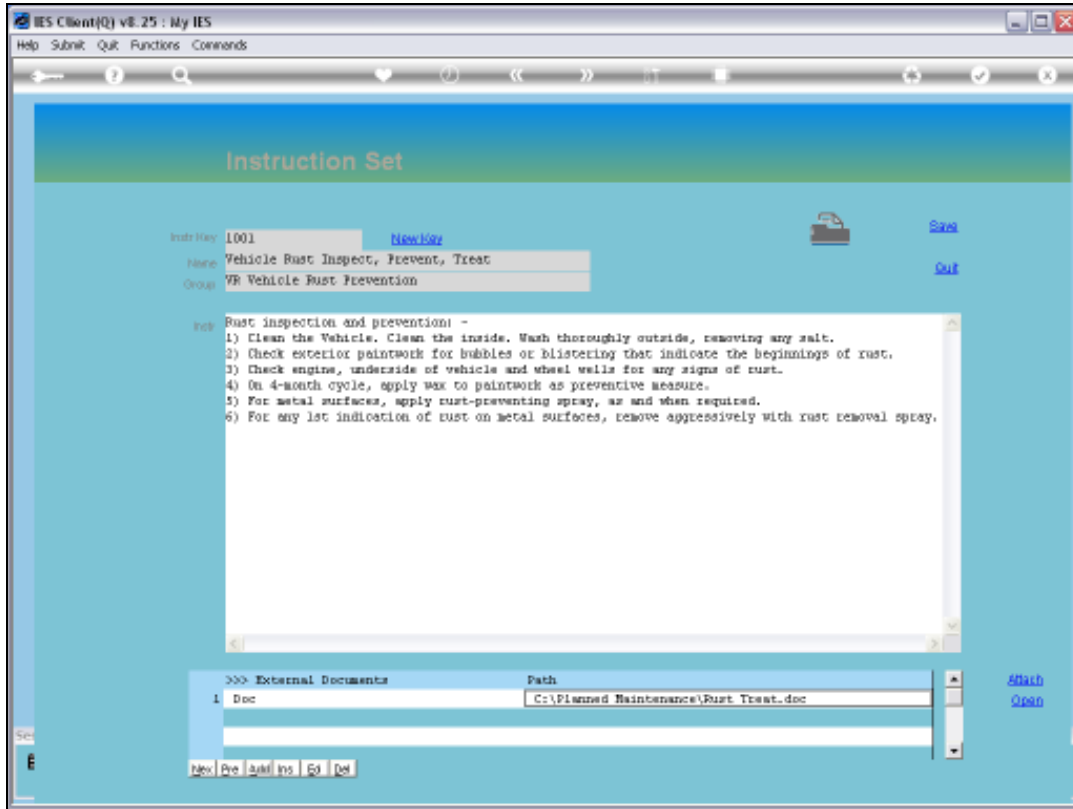 IES Client(Q) v8.25 : My IES
Help Submit Quit Functions Commands
Instruction Set
Instr Key 1001 New Key
Save
Name Vehicle Rust Inspect, Prevent, Treat
Quit
Group VR Vehicle Rust Prevention
Instr Rust inspection and prevention: -
1) Clean the Vehicle. Clean the inside. Wash thoroughly outside, removing any salt.
2) Check exterior paintwork for bubbles or blistering that indicate the beginnings of rust.
3) Check engine, underside of vehicle and wheel wells for any signs of rust.
4) On 4-month cycle, apply wax to paintwork as preventive measure.
5) For metal surfaces, apply rust-preventing spray, as and when required.
6) For any 1st indication of rust on metal surfaces, remove aggressively with rust removal spray.
>>> External Documents Path Attach
1 Doc C:\Planned Maintenance\Rust Treat.doc Open
Nex Pre Add Ins Ed Del